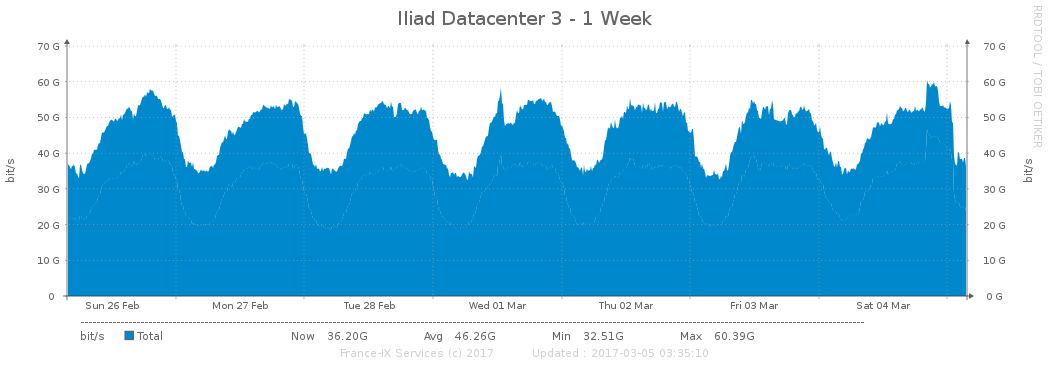 Iliad Datacenter 3 - 1 Week
RRDTOOL / TOBI OETIKER
70 G 70 G
60 G 60 G
50 G 50 G
40 G 40 G
30 G 30 G
20 G 20 G
10 G 10 G
0 0 G
bit/s bit/s
Sun 26 Feb Mon 27 Feb Tue 28 Feb Wed 01 Mar Thu 02 Mar Fri 03 Mar Sat 04 Mar
bit/s Total Now 36.20G Avg 46.26G Min 32.51G Max 60.39G
France-IX Services (c) 2017 Updated : 2017-03-05 03:35:10